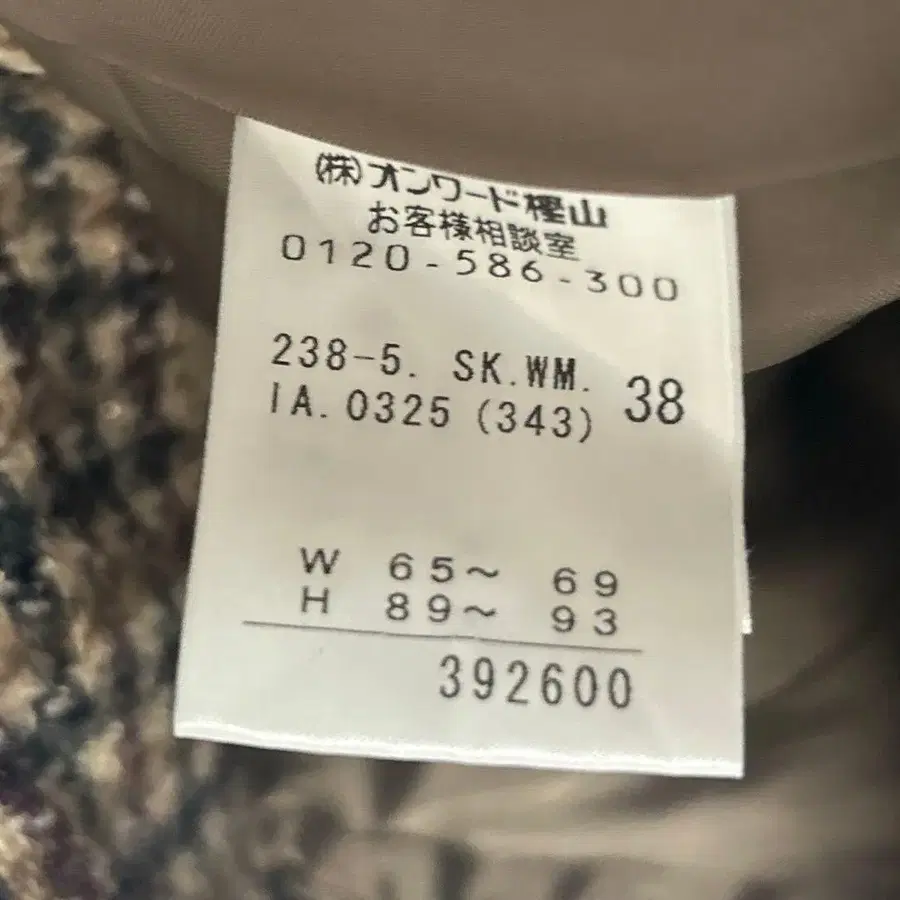 (株)オンワード樫山
お客様相談室
0120-586-300
238-5. SK.WM. 38
IA.0325 (343)
W 65~ 69
H 89~ 93
392600